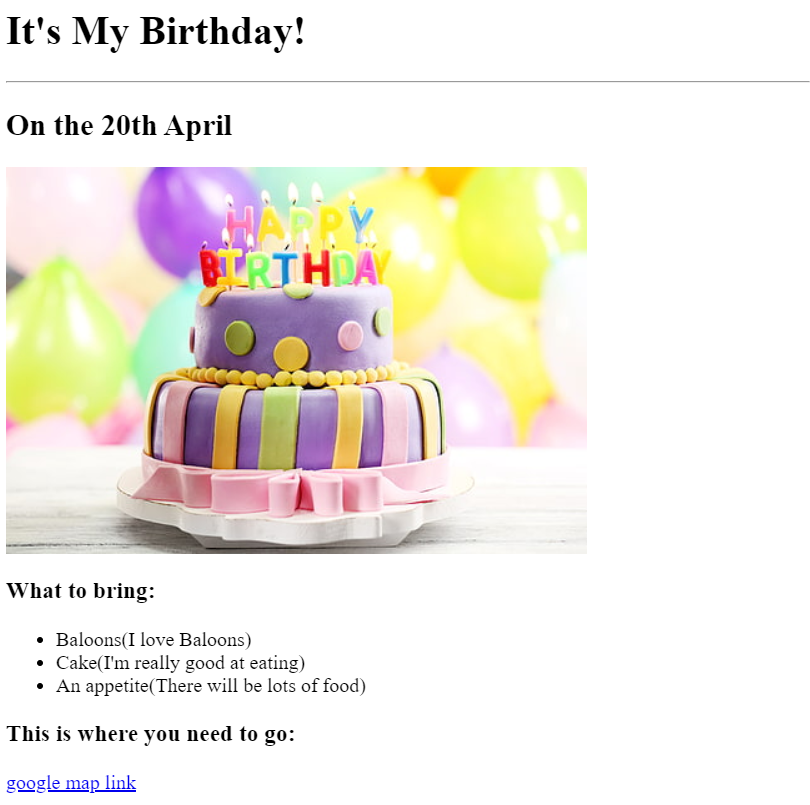 It's My Birthday!
On the 20th April
HAPPY
BIRTHDAY
What to bring:
Baloons(I love Baloons)
Cake(I'm really good at eating)
An appetite(There will be lots of food)
This is where you need to go:
google map link